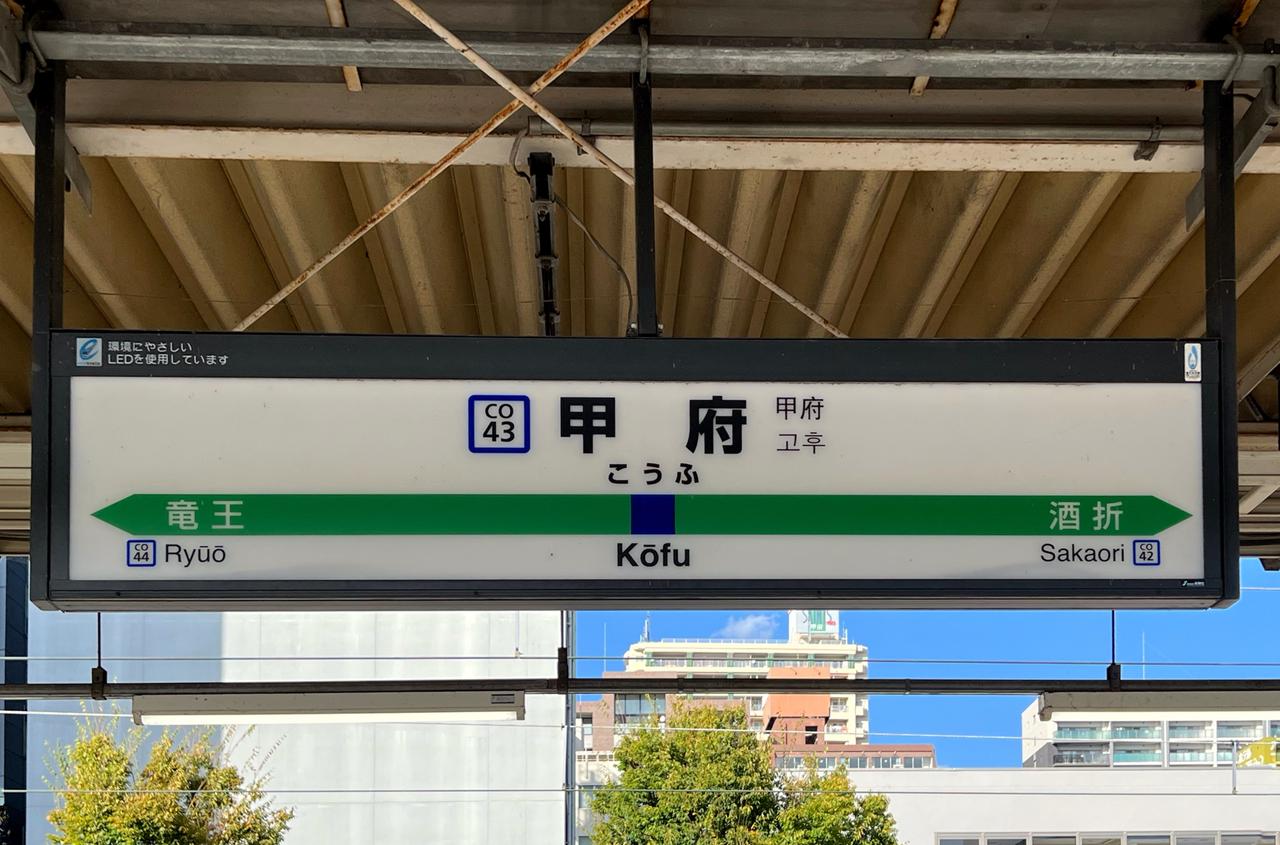 環境にやさしい
LEDを使用しています
CO
43
甲府
甲府
고후
こうふ
竜王
酒折
CO
44
Ryūō
Kōfu
Sakaori
CO
42
甲府